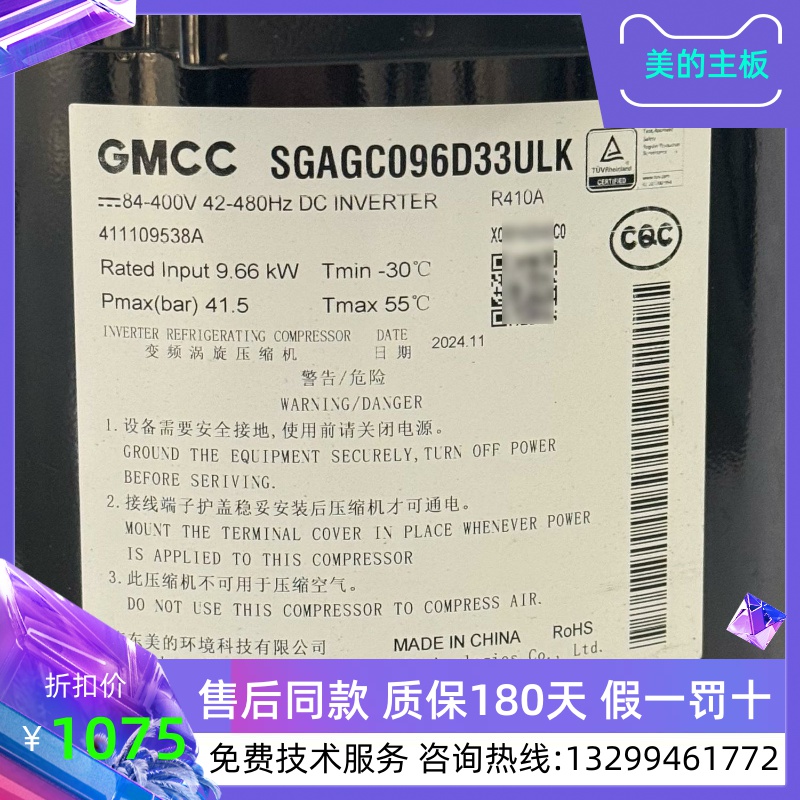 美的主板
GMCC SGAGC096D33ULK
TÜVRheinland
CERTIFIED
84-400V 42-480Hz DC INVERTER R410A
411109538A
CQC
Rated Input 9.66 kW Tmin -30℃
Pmax(bar) 41.5 Tmax 55℃
INVERTER REFRIGERATING COMPRESSOR DATE
变频涡旋压缩机 日期 2024.11
警告/危险
WARNING/DANGER
1.设备需要安全接地,使用前请关闭电源。
GROUND THE EQUIPMENT SECURELY,TURN OFF POWER
BEFORE SERIVING.
2.接线端子护盖稳妥安装后压缩机才可通电。
MOUNT THE TERMINAL COVER IN PLACE WHENEVER POWER
IS APPLIED TO THIS COMPRESSOR
3.此压缩机不可用于压缩空气。
DO NOT USE THIS COMPRESSOR TO COMPRESS AIR.
东美的环境科技有限公司 MADE IN CHINA RoHS
Co., Ltd.
折扣价
¥1075
售后同款 质保180天 假一罚十
免费技术服务 咨询热线:13299461772